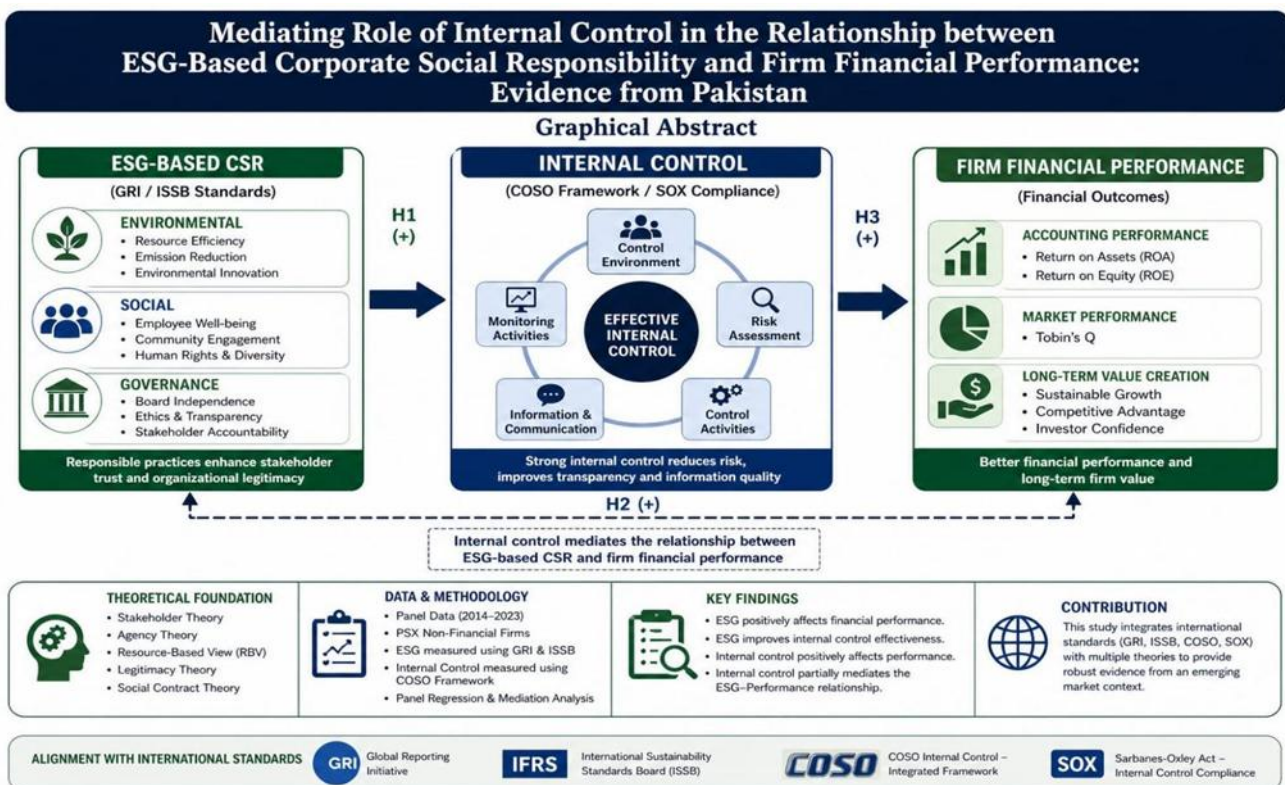 Mediating Role of Internal Control in the Relationship between
ESG-Based Corporate Social Responsibility and Firm Financial Performance:
Evidence from Pakistan
Graphical Abstract
ESG-BASED CSR
(GRI / ISSB Standards)
ENVIRONMENTAL
• Resource Efficiency
• Emission Reduction
• Environmental Innovation
SOCIAL
• Employee Well-being
• Community Engagement
• Human Rights & Diversity
GOVERNANCE
• Board Independence
• Ethics & Transparency
• Stakeholder Accountability
Responsible practices enhance stakeholder
trust and organizational legitimacy
H1
(+)
INTERNAL CONTROL
(COSO Framework / SOX Compliance)
Control
Environment
Monitoring
Activities
EFFECTIVE
INTERNAL
CONTROL
Risk
Assessment
Information &
Communication
Control
Activities
Strong internal control reduces risk,
improves transparency and information quality
H3
(+)
FIRM FINANCIAL PERFORMANCE
(Financial Outcomes)
ACCOUNTING PERFORMANCE
• Return on Assets (ROA)
• Return on Equity (ROE)
MARKET PERFORMANCE
• Tobin's Q
LONG-TERM VALUE CREATION
• Sustainable Growth
• Competitive Advantage
• Investor Confidence
Better financial performance and
long-term firm value
H2 (+)
Internal control mediates the relationship between
ESG-based CSR and firm financial performance
THEORETICAL FOUNDATION
• Stakeholder Theory
• Agency Theory
• Resource-Based View (RBV)
• Legitimacy Theory
• Social Contract Theory
DATA & METHODOLOGY
• Panel Data (2014–2023)
• PSX Non-Financial Firms
• ESG measured using GRI & ISSB
• Internal Control measured using
COSO Framework
• Panel Regression & Mediation Analysis
KEY FINDINGS
• ESG positively affects financial performance.
• ESG improves internal control effectiveness.
• Internal control positively affects performance.
• Internal control partially mediates the
ESG–Performance relationship.
CONTRIBUTION
This study integrates international
standards (GRI, ISSB, COSO, SOX)
with multiple theories to provide
robust evidence from an emerging
market context.
ALIGNMENT WITH INTERNATIONAL STANDARDS
GRI
Global Reporting
Initiative
IFRS
International Sustainability
Standards Board (ISSB)
COSO
COSO Internal Control –
Integrated Framework
SOX
Sarbanes-Oxley Act –
Internal Control Compliance